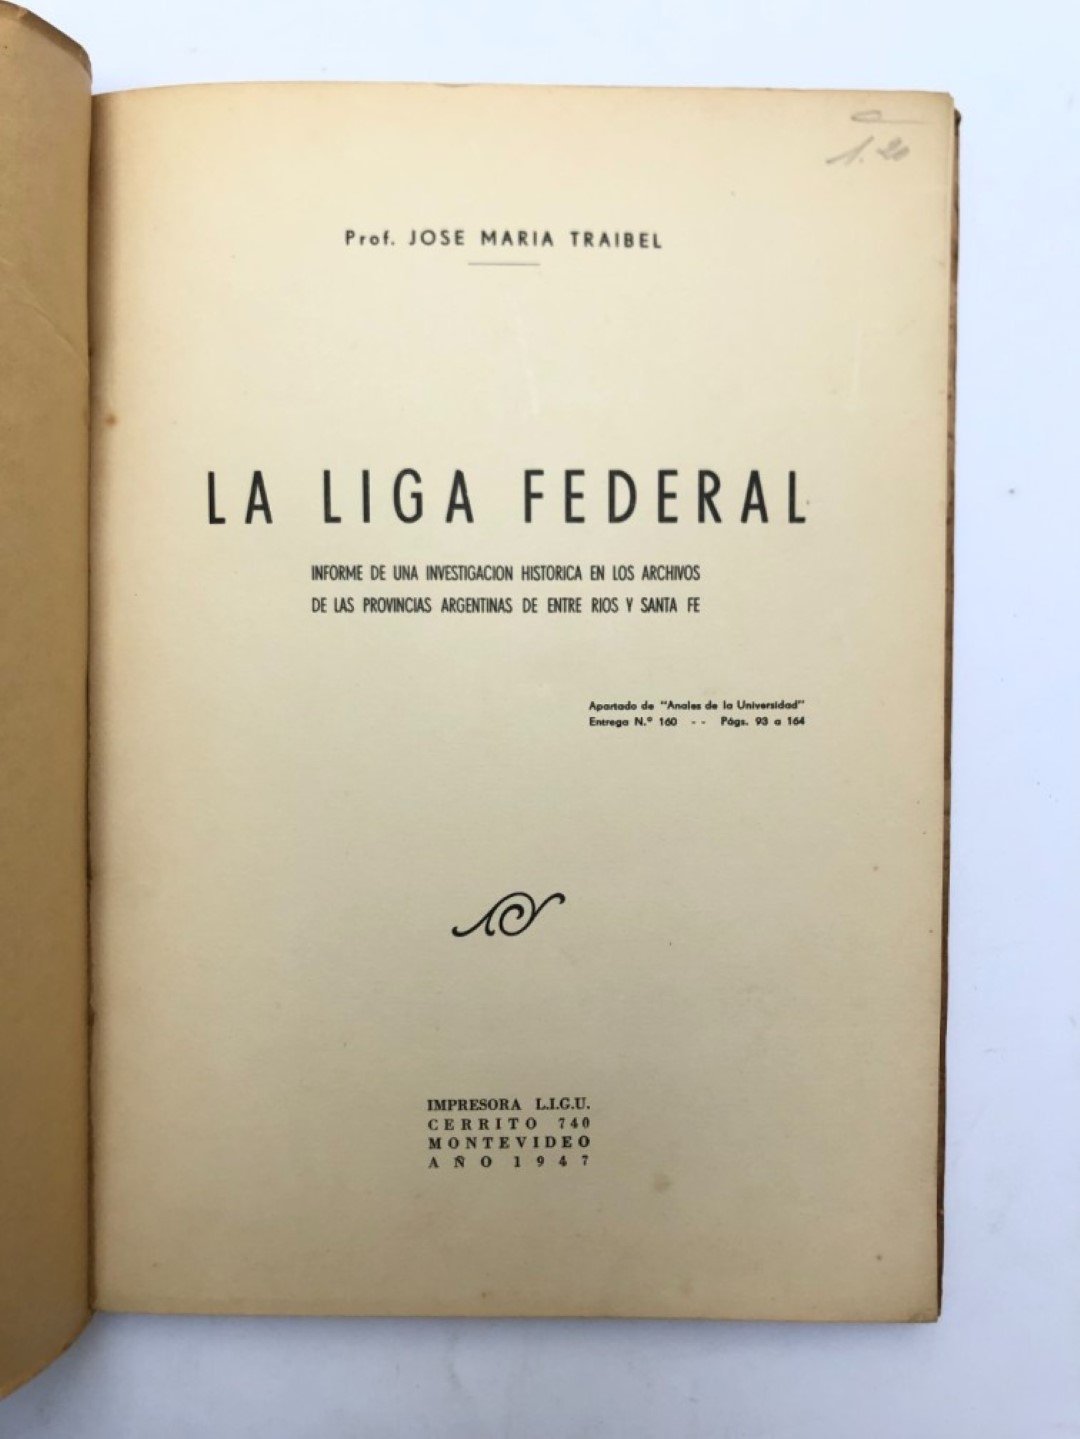 1.20
Prof. JOSE MARIA TRAIBEL
LA LIGA FEDERAL
INFORME DE UNA INVESTIGACION HISTORICA EN LOS ARCHIVOS
DE LAS PROVINCIAS ARGENTINAS DE ENTRE RIOS Y SANTA FE
Apartado de "Anales de la Universidad"
Entrega N.º 160 - - Págs. 93 a 164
IMPRESORA L.I.G.U.
CERRITO 740
MONTEVIDEO
AÑO 1947